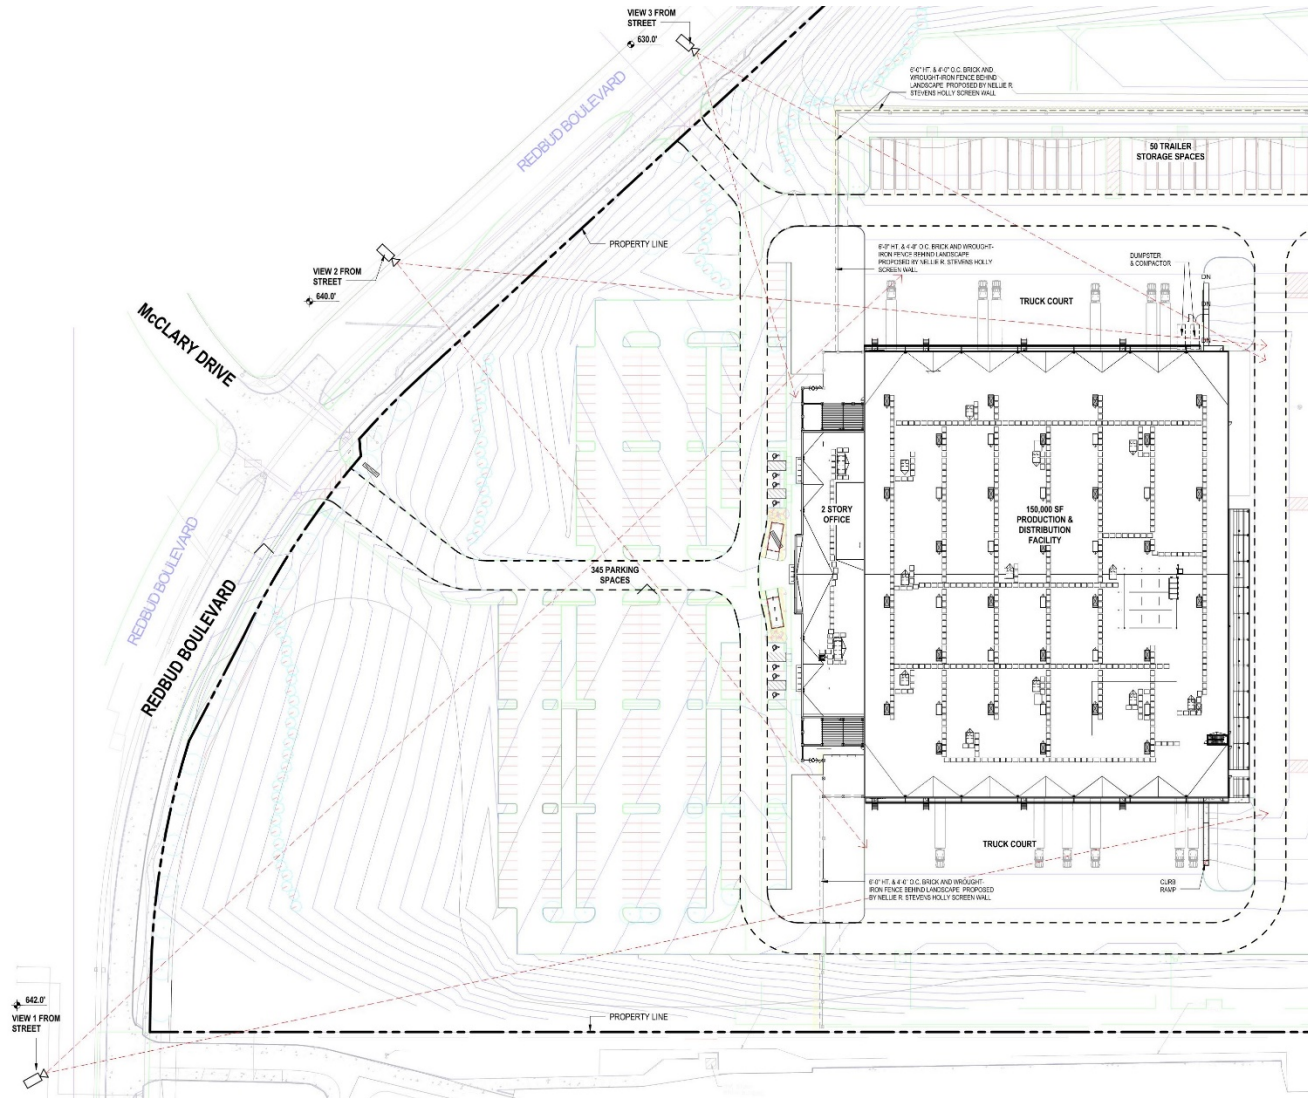 VIEW 3 FROM
STREET
630.0'
REDBUD BOULEVARD
6'-0" HT. & 4'-0" O.C. BRICK AND
WROUGHT-IRON FENCE BEHIND
LANDSCAPE PROPOSED BY NELLIE R.
STEVENS HOLLY SCREEN WALL
50 TRAILER
STORAGE SPACES
PROPERTY LINE
VIEW 2 FROM
STREET
640.0'
6'-0" HT. & 4'-0" O.C. BRICK AND WROUGHT-
IRON FENCE BEHIND LANDSCAPE
PROPOSED BY NELLIE R. STEVENS HOLLY
SCREEN WALL
DUMPSTER
& COMPACTOR
DN
TRUCK COURT
DN
DN
McCLARY DRIVE
2 STORY
OFFICE
150,000 SF
PRODUCTION &
DISTRIBUTION
FACILITY
REDBUD BOULEVARD
345 PARKING
SPACES
REDBUD BOULEVARD
TRUCK COURT
6'-0" HT. & 4'-0" O.C. BRICK AND WROUGHT-
IRON FENCE BEHIND LANDSCAPE PROPOSED
BY NELLIE R. STEVENS HOLLY SCREEN WALL
CURB
RAMP
642.0'
VIEW 1 FROM
STREET
PROPERTY LINE